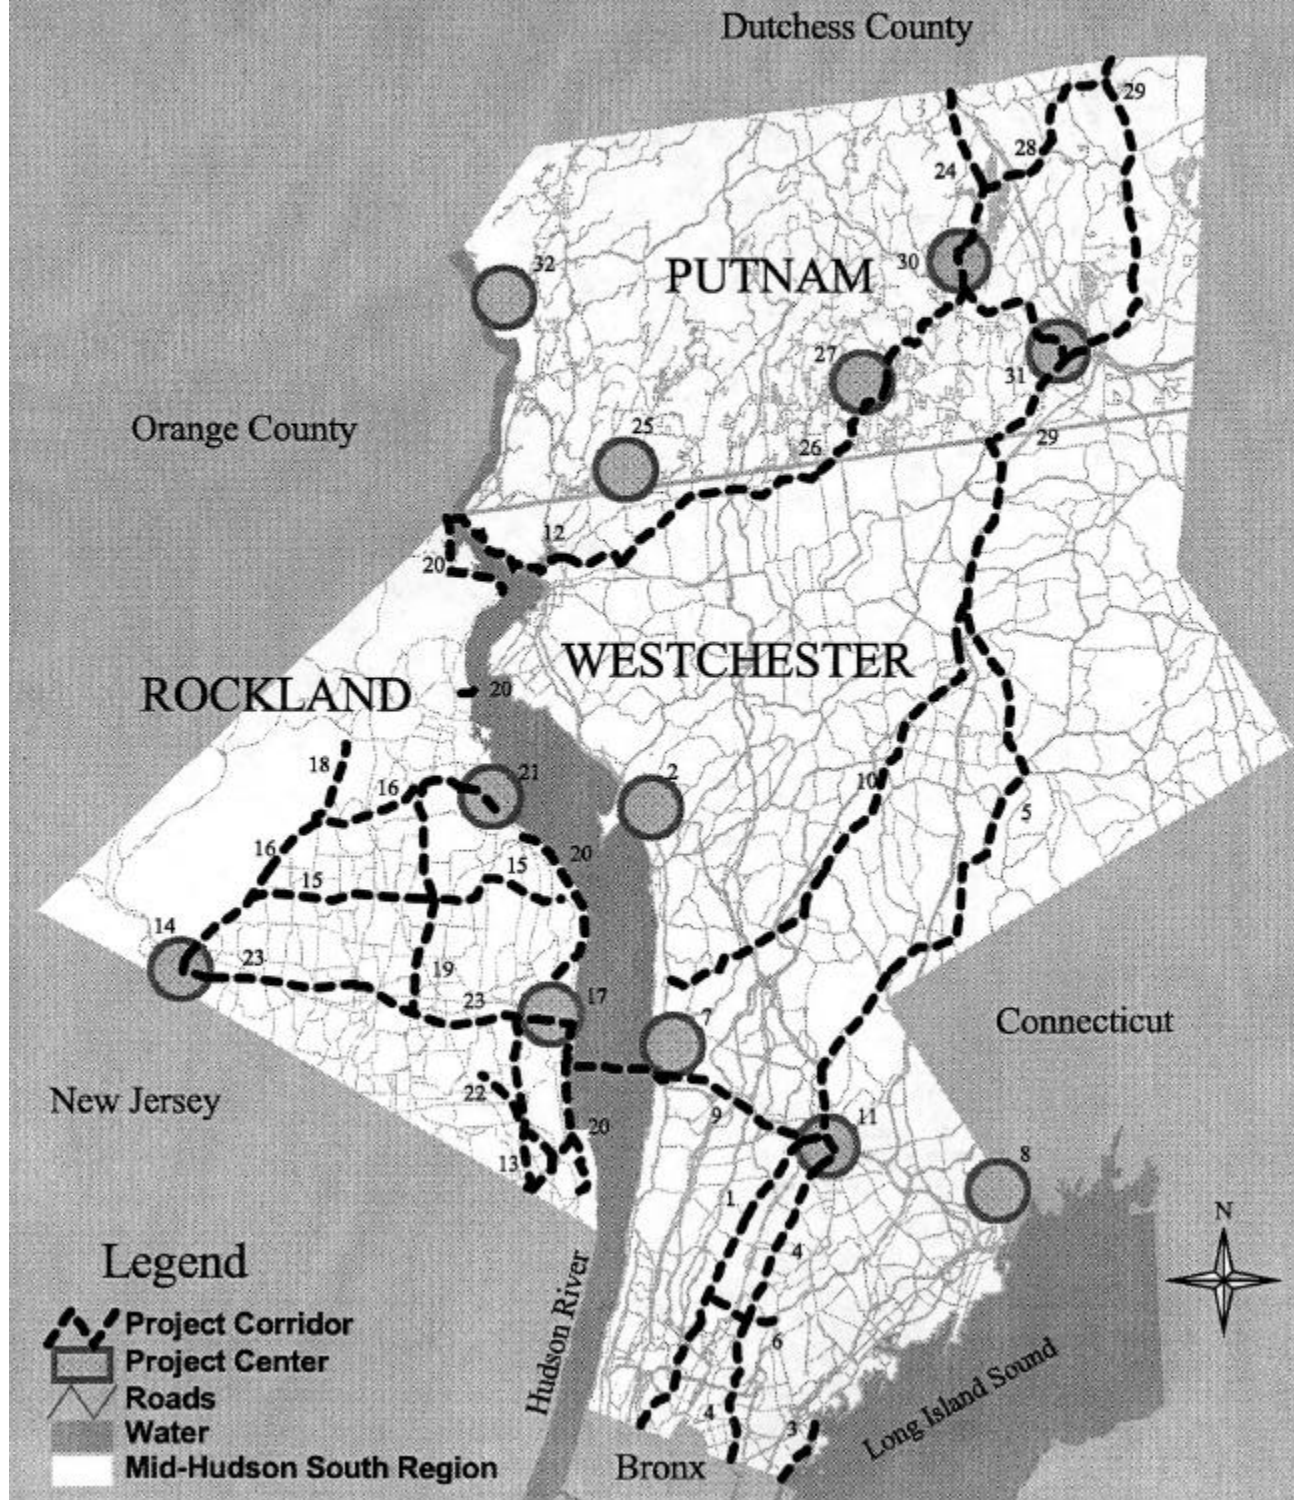 Dutchess County
29
28
24
32
30
PUTNAM
27
31
Orange County
25
29
26
12
20
WESTCHESTER
ROCKLAND
20
18
21
2
16
10
5
20
16
15
15
14
23
19
23
17
7
Connecticut
New Jersey
22
9
11
20
13
8
1
N
4
Legend
Project Corridor
6
Project Center
Roads
4
3
Water
Bronx
Mid-Hudson South Region
Hudson River
Long Island Sound